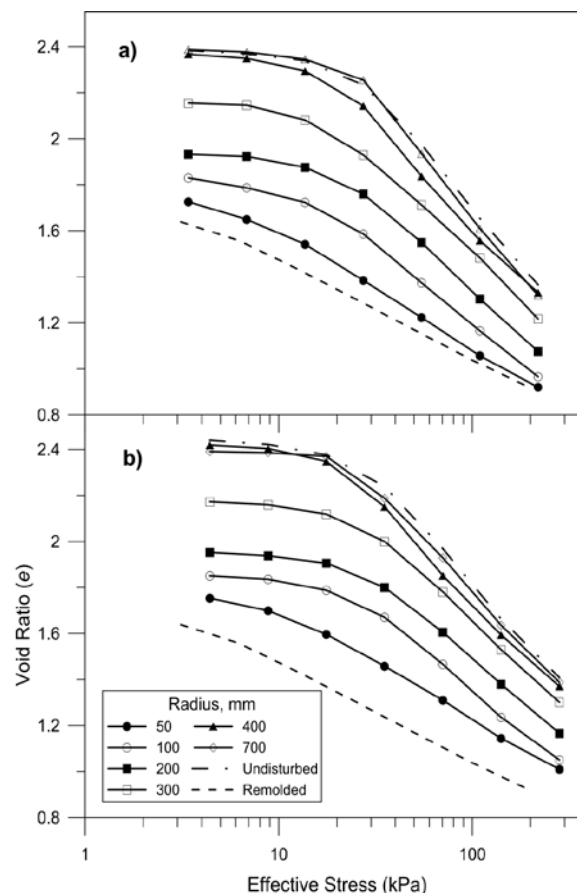 2.4
a)
2
1.6
1.2
0.8
2.4
b)
2
1.6
1.2
0.8
Void Ratio (e)
Radius, mm
50
400
100
700
200
Undisturbed
300
Remolded
1
10
100
Effective Stress (kPa)